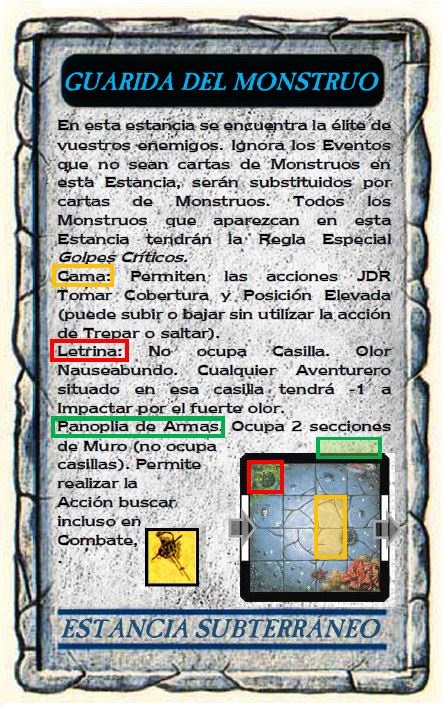 GUARIDA DEL MONSTRUO
En esta estancia se encuentra la élite de
vuestros enemigos. Ignora los Eventos
que no sean cartas de Monstruos en
esta Estancia, serán substituidos por
cartas de Monstruos. Todos los
Monstruos que aparezcan en esta
Estancia tendrán la Regla Especial
Golpes Críticos.
Cama: Permiten las acciones JDR
Tomar Cobertura y Posición Elevada
(puede subir o bajar sin utilizar la acción
de Trepar o saltar).
Letrina: No ocupa Casilla. Olor
Nauseabundo. Cualquier Aventurero
situado en esa casilla tendrá -1 a
Impactar por el fuerte olor.
Panoplia de Armas. Ocupa 2 secciones
de Muro (no ocupa
casillas). Permite
realizar la
Acción buscar
incluso en
Combate,
.
ESTANCIA SUBTERRÁNEO